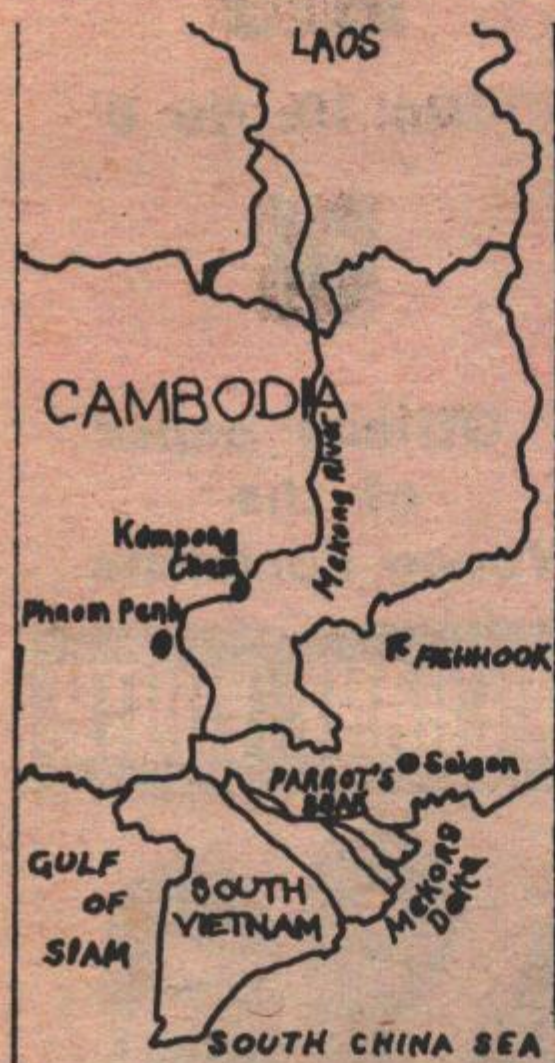 LAOS
CAMBODIA
Mekong River
Kampong
Cham
Phnom Penh
FISHHOOK
Saigon
PARROT'S
BEAK
GULF
OF
SIAM
SOUTH
VIETNAM
Mekong
Delta
SOUTH CHINA SEA